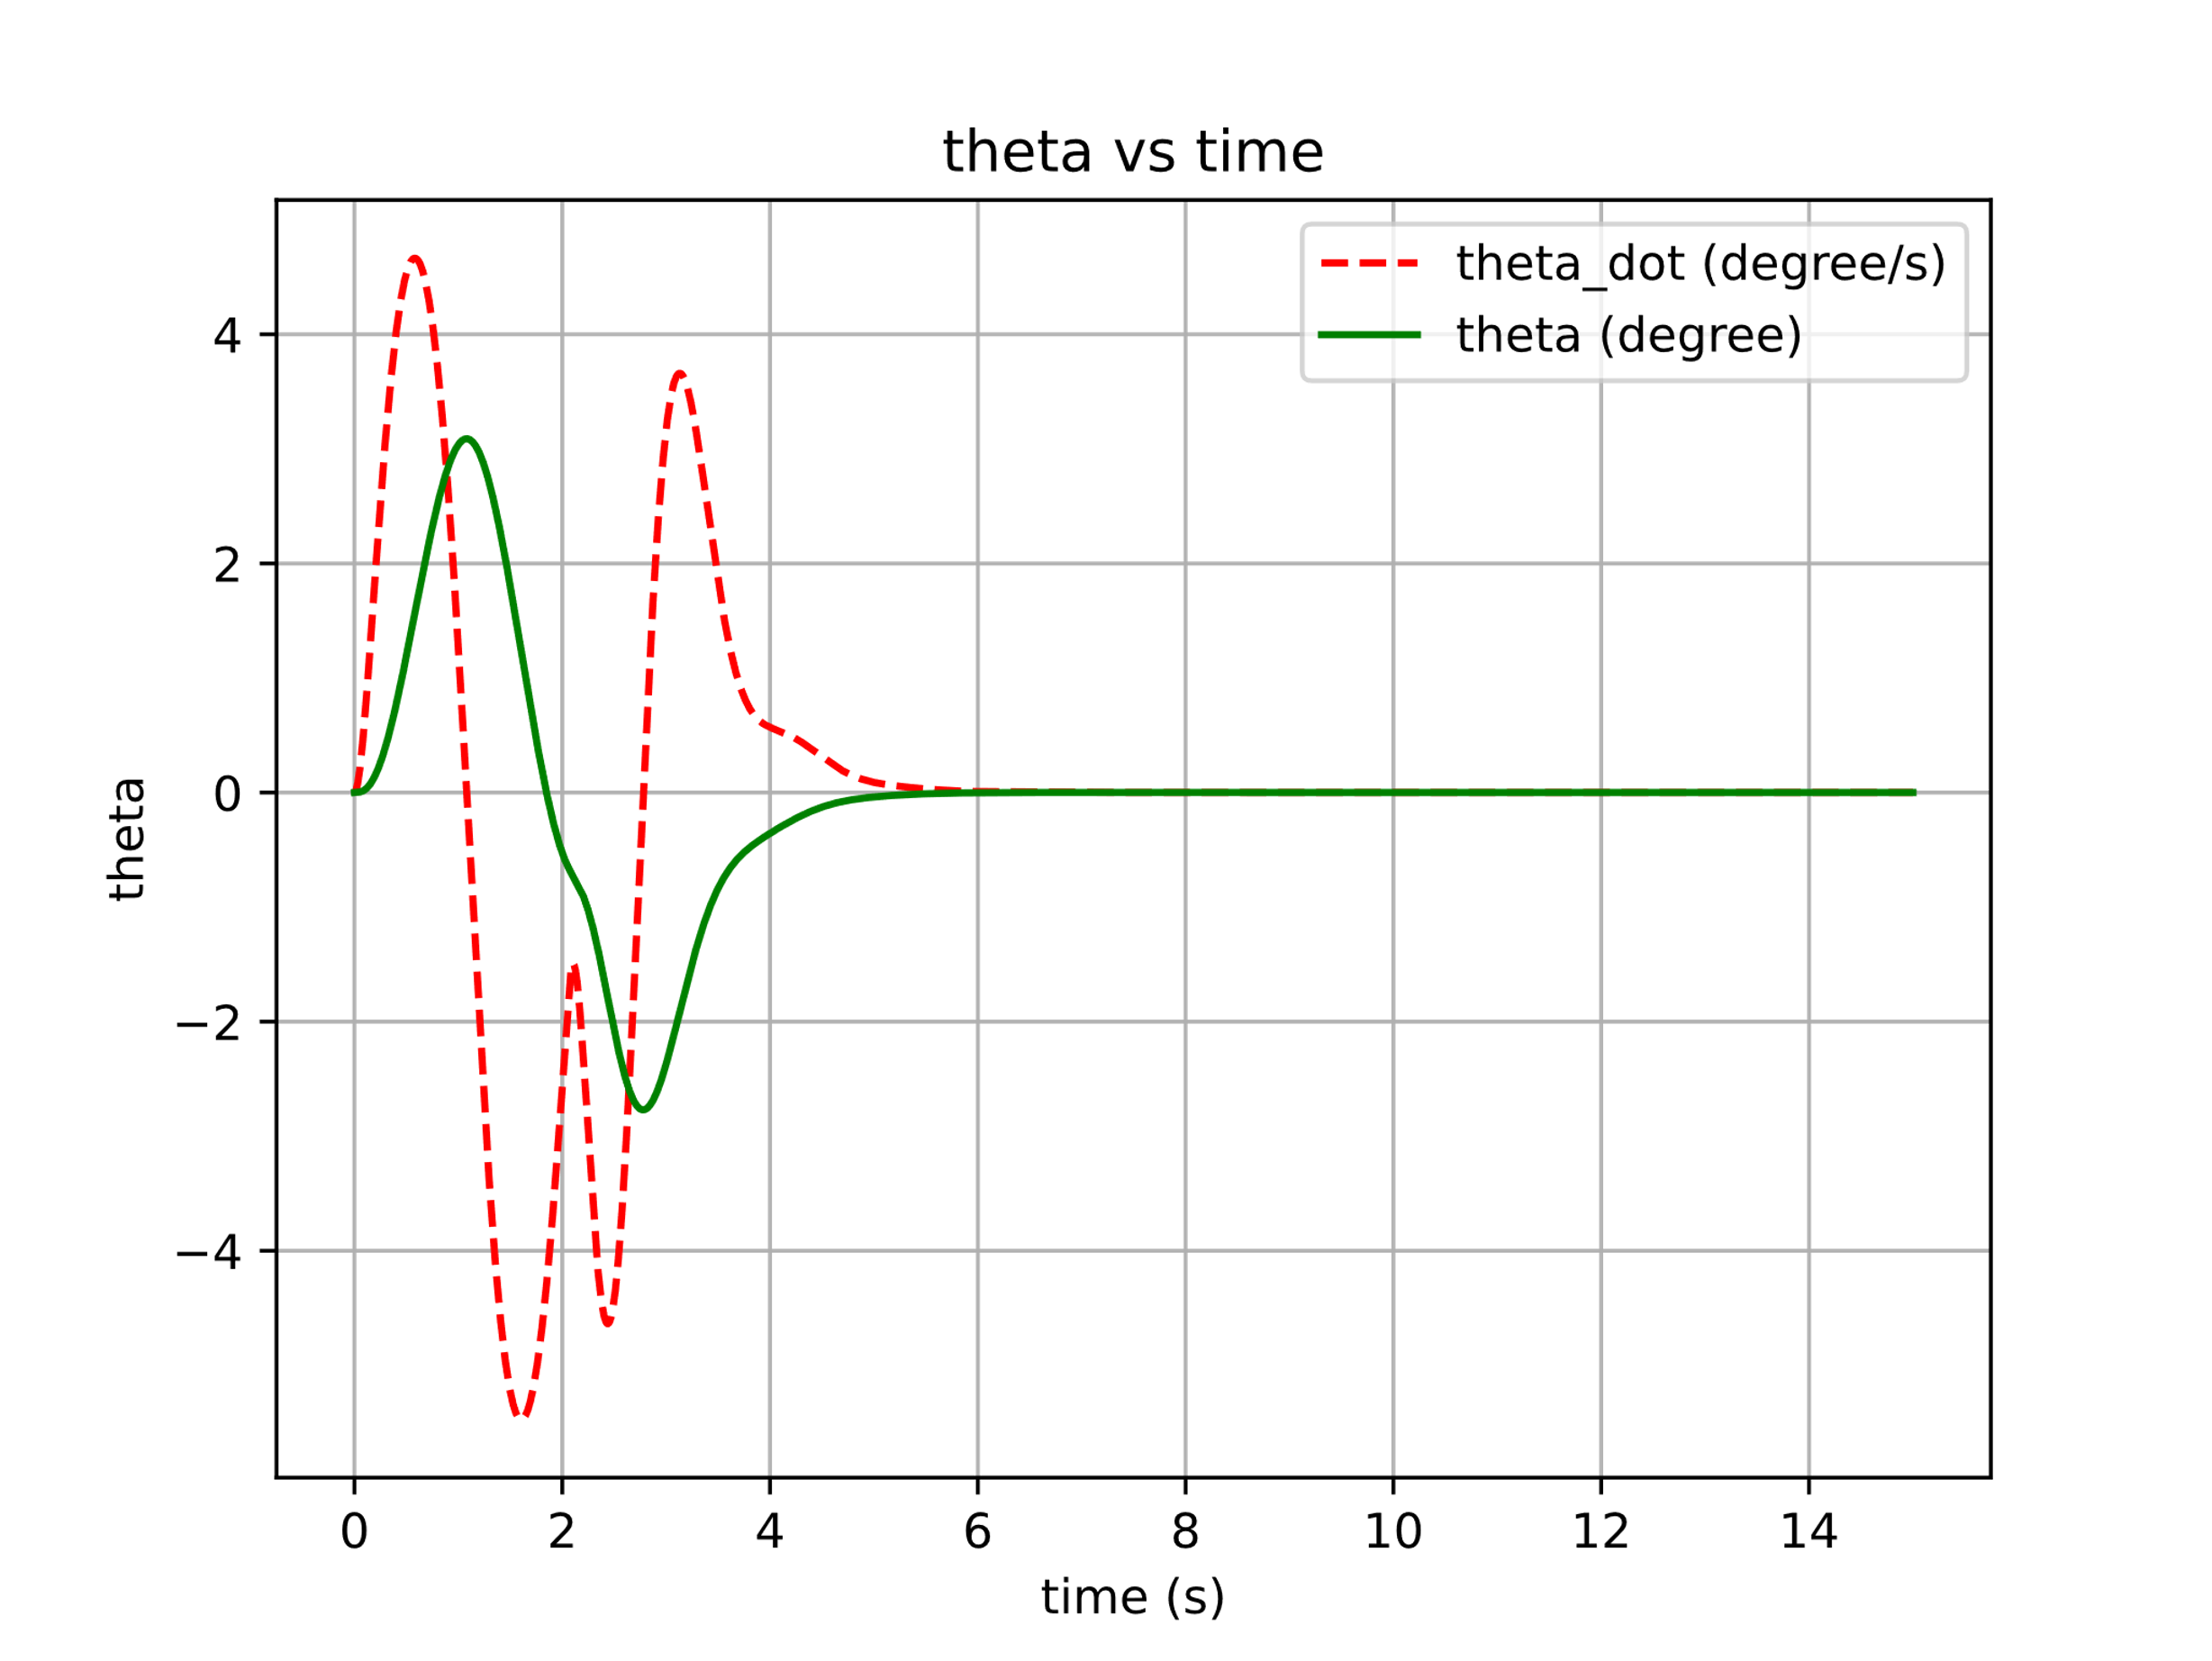 theta vs time
theta_dot (degree/s)
theta (degree)
4
2
0
−2
−4
theta
0 2 4 6 8 10 12 14
time (s)